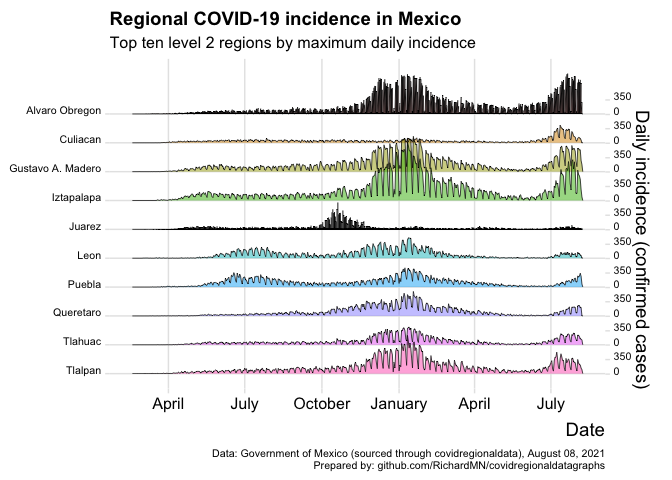 Regional COVID-19 incidence in Mexico
Top ten level 2 regions by maximum daily incidence
Alvaro Obregon
350
0
Culiacan
350
0
Gustavo A. Madero
350
0
Iztapalapa
350
0
Juarez
350
0
Leon
350
0
Puebla
350
0
Queretaro
350
0
Tlahuac
350
0
Tlalpan
350
0
Daily incidence (confirmed cases)
April July October January April July
Date
Data: Government of Mexico (sourced through covidregionaldata), August 08, 2021
Prepared by: github.com/RichardMN/covidregionaldatagraphs